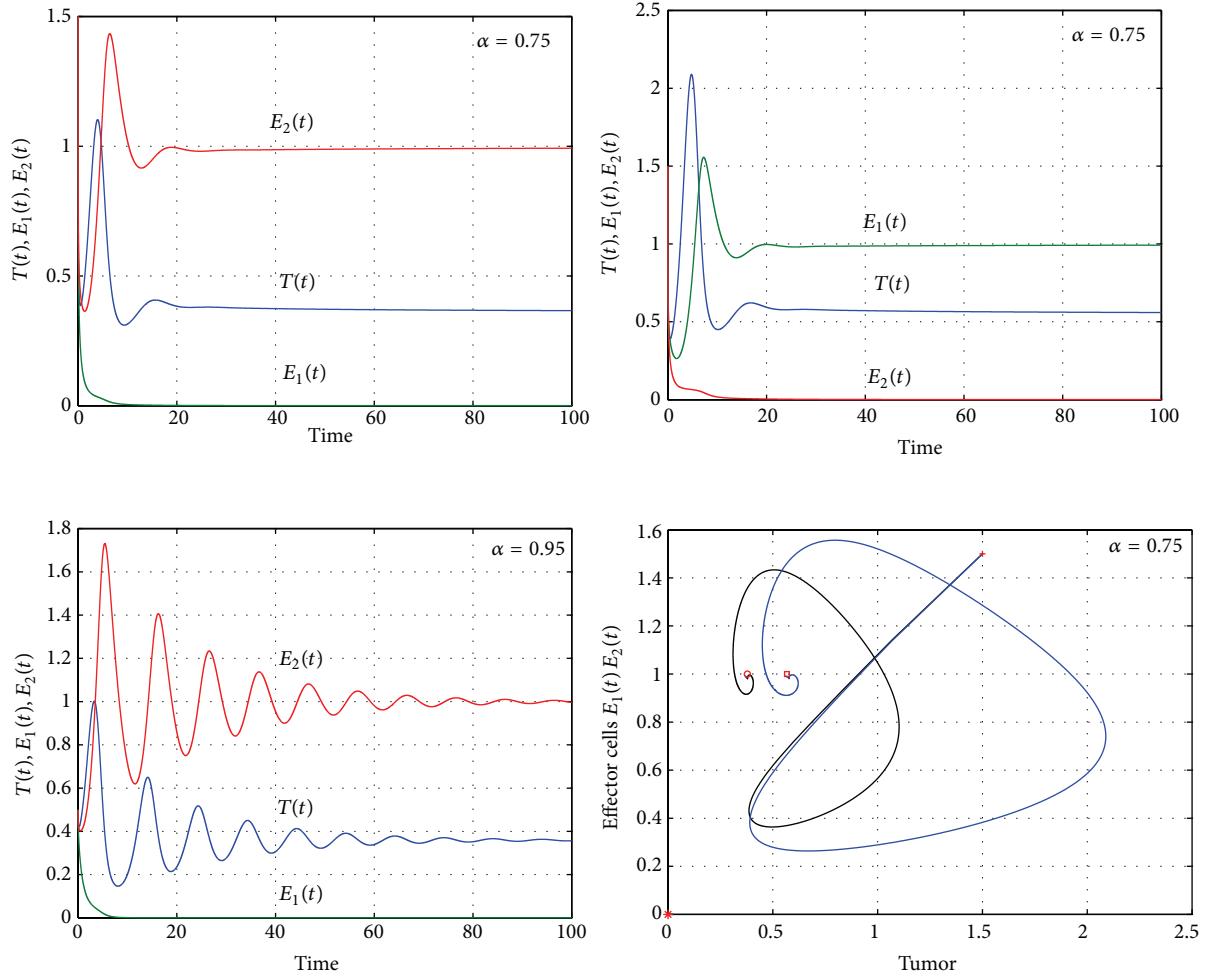 1.5
1
0.5
0
T(t), E₁(t), E₂(t)
α = 0.75
E₂(t)
T(t)
E₁(t)
0 20 40 60 80 100
Time
2.5
2
1.5
1
0.5
0
T(t), E₁(t), E₂(t)
α = 0.75
E₁(t)
T(t)
E₂(t)
0 20 40 60 80 100
Time
1.8
1.6
1.4
1.2
1
0.8
0.6
0.4
0.2
0
T(t), E₁(t), E₂(t)
α = 0.95
E₂(t)
T(t)
E₁(t)
0 20 40 60 80 100
Time
1.6
1.4
1.2
1
0.8
0.6
0.4
0.2
0
Effector cells E₁(t) E₂(t)
α = 0.75
0 0.5 1 1.5 2 2.5
Tumor